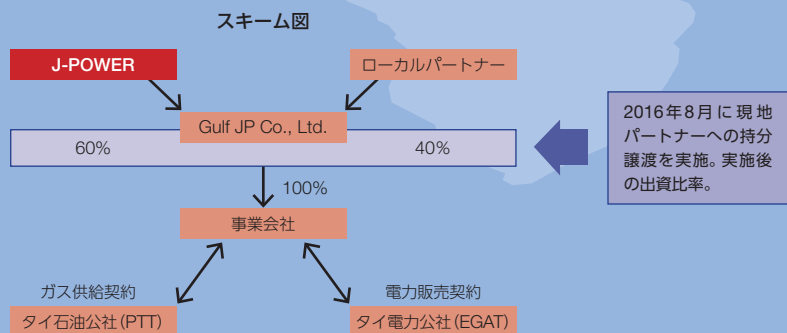 スキーム図
J-POWER
ローカルパートナー
Gulf JP Co., Ltd.
60%
40%
2016年8月に現地
パートナーへの持分
譲渡を実施。実施後
の出資比率。
100%
事業会社
ガス供給契約
電力販売契約
タイ石油公社(PTT)
タイ電力公社(EGAT)